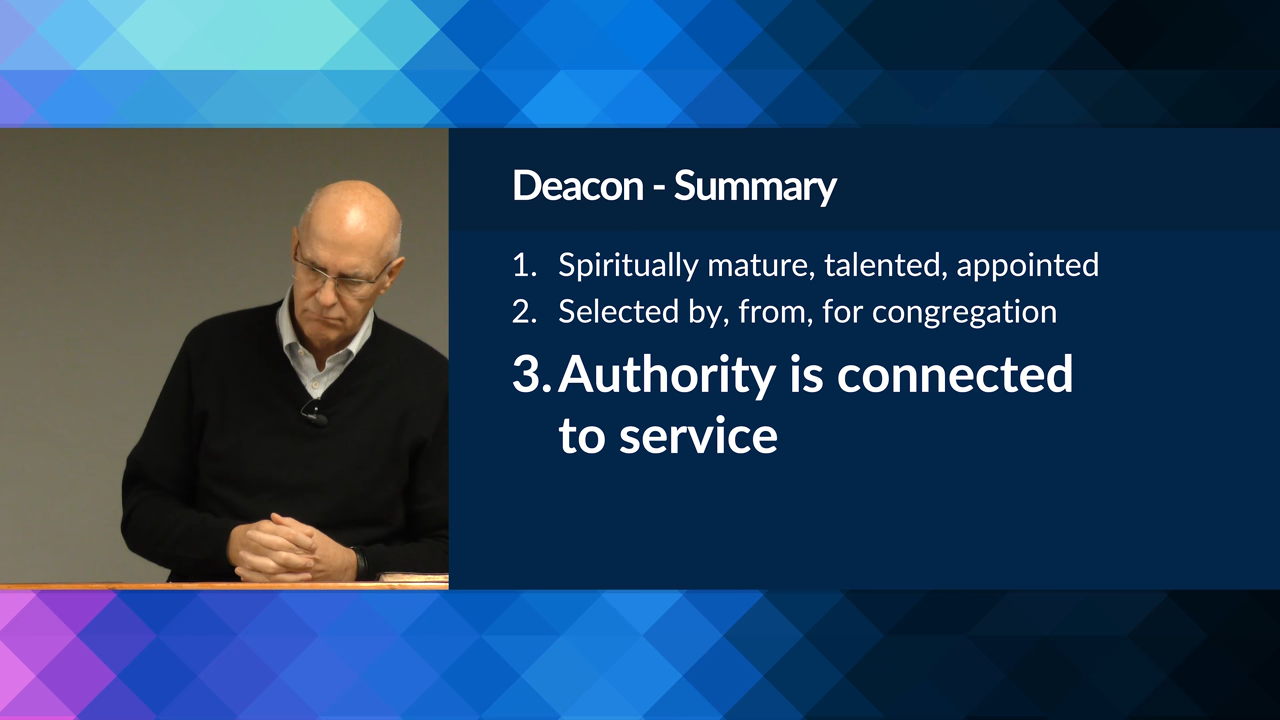 Deacon - Summary
1. Spiritually mature, talented, appointed
2. Selected by, from, for congregation
3. Authority is connected
to service